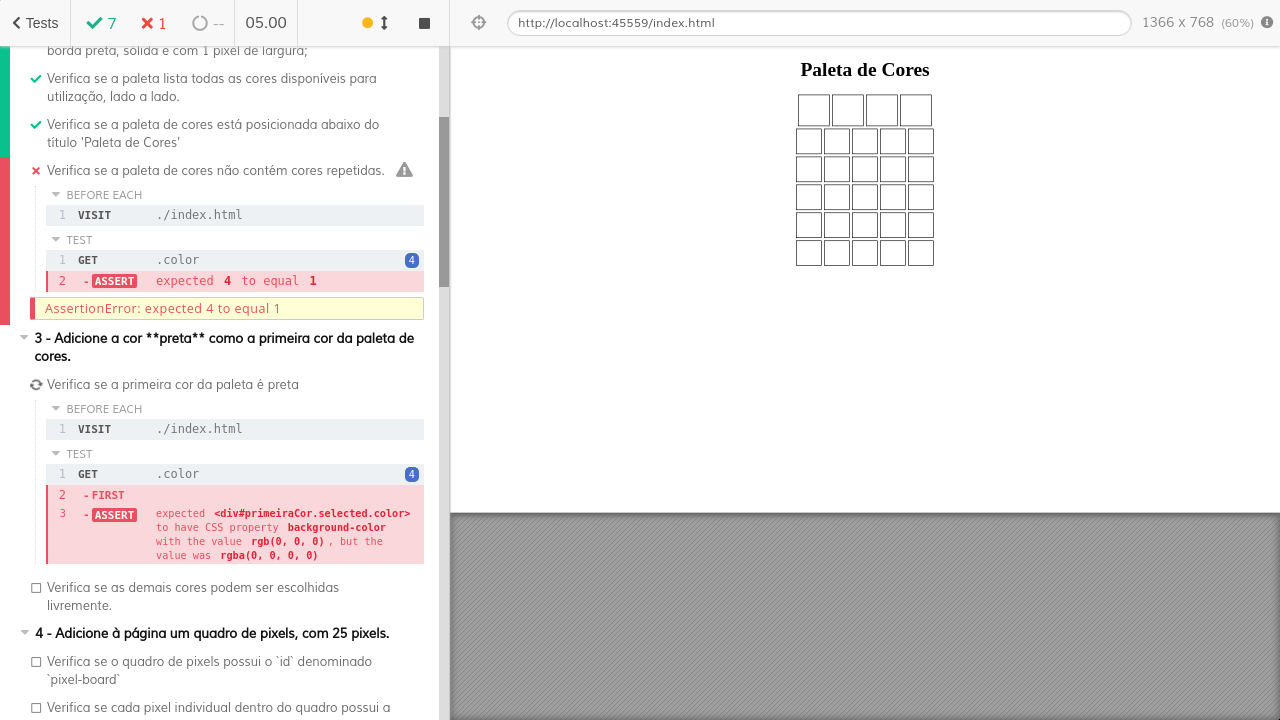 Tests 7 1 -- 05.00
borda preta, sólida e com 1 pixel de largura;
Verifica se a paleta lista todas as cores disponíveis para
utilização, lado a lado.
Verifica se a paleta de cores está posicionada abaixo do
título 'Paleta de Cores'
Verifica se a paleta de cores não contém cores repetidas.
BEFORE EACH
1 VISIT ./index.html
TEST
1 GET .color 4
2 -ASSERT expected 4 to equal 1
AssertionError: expected 4 to equal 1
3 - Adicione a cor **preta** como a primeira cor da paleta de
cores.
Verifica se a primeira cor da paleta é preta
BEFORE EACH
1 VISIT ./index.html
TEST
1 GET .color 4
2 -FIRST
3 -ASSERT expected <div#primeiraCor.selected.color>
to have CSS property background-color
with the value rgb(0, 0, 0), but the
value was rgba(0, 0, 0, 0)
Verifica se as demais cores podem ser escolhidas
livremente.
4 - Adicione à página um quadro de pixels, com 25 pixels.
Verifica se o quadro de pixels possui o `id` denominado
`pixel-board`
Verifica se cada pixel individual dentro do quadro possui a
http://localhost:45559/index.html 1366 x 768 (60%)
Paleta de Cores